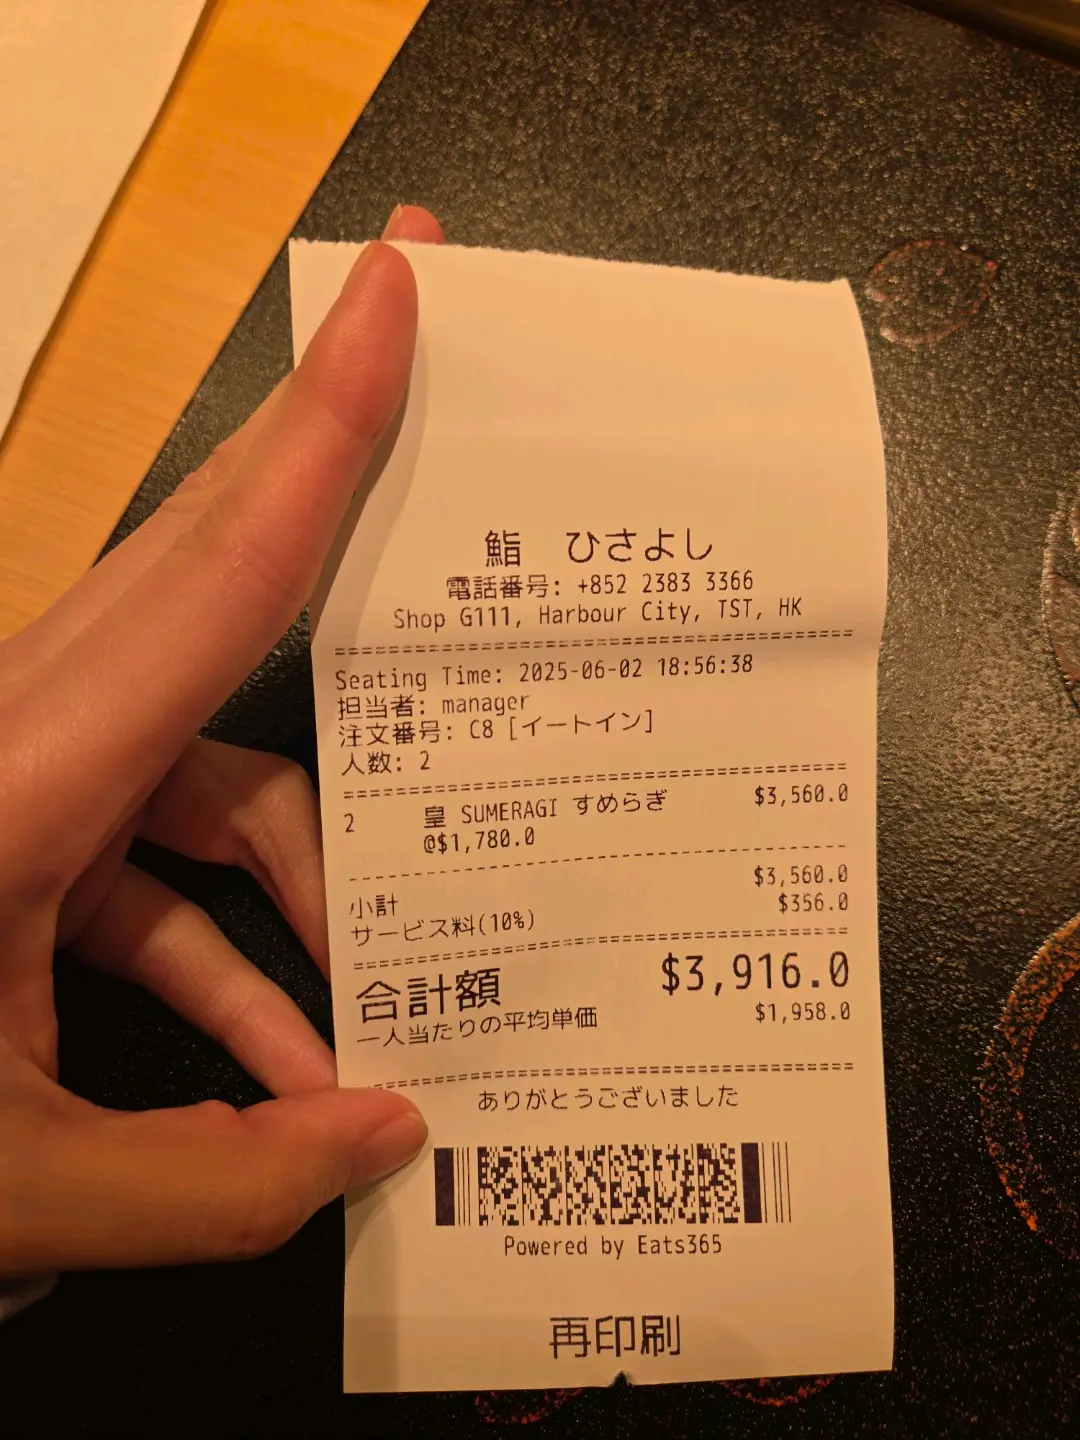 鮨 ひさよし
電話番号: +852 2383 3366
Shop G111, Harbour City, TST, HK
Seating Time: 2025-06-02 18:56:38
担当者: manager
注文番号: C8 [イートイン]
人数: 2
2 皇 SUMERAGI すめらぎ $3,560.0
@$1,780.0
小計 $3,560.0
サービス料(10%) $356.0
合計額 $3,916.0
一人当たりの平均単価 $1,958.0
ありがとうございました
Powered by Eats365
再印刷